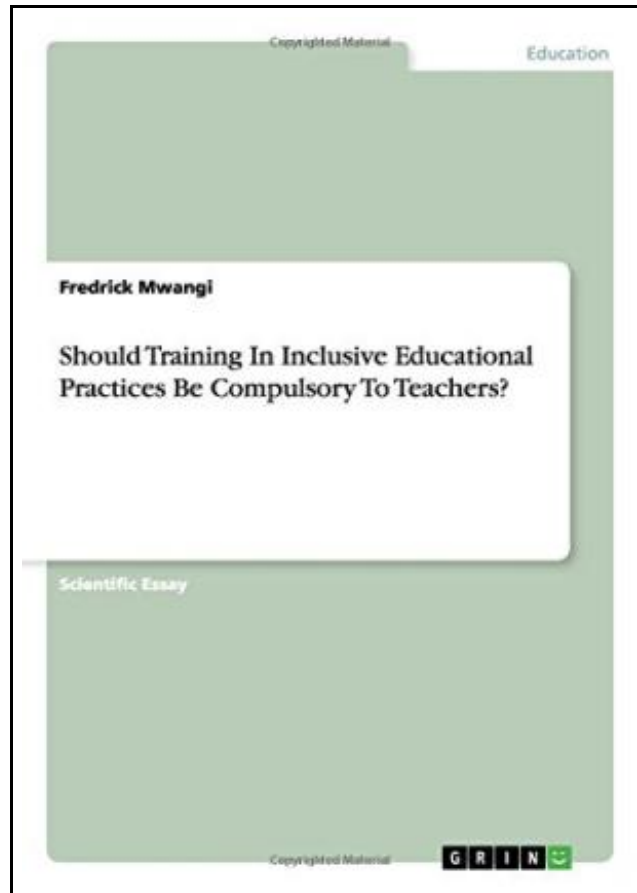 Copyrighted Material
Education
Fredrick Mwangi
Should Training In Inclusive Educational
Practices Be Compulsory To Teachers?
Scientific Essay
Copyrighted Material
GRIN